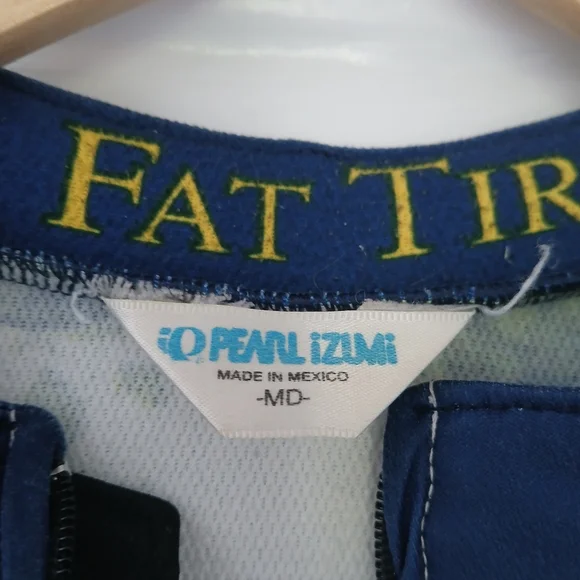 FAT TIR
PEARL iZUMi
MADE IN MEXICO
-MD-